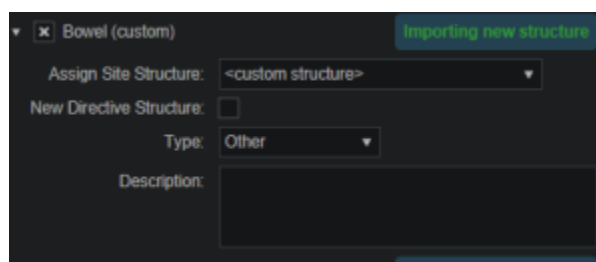 Bowel (custom) Importing new structure
Assign Site Structure: <custom structure>
New Directive Structure:
Type: Other
Description: